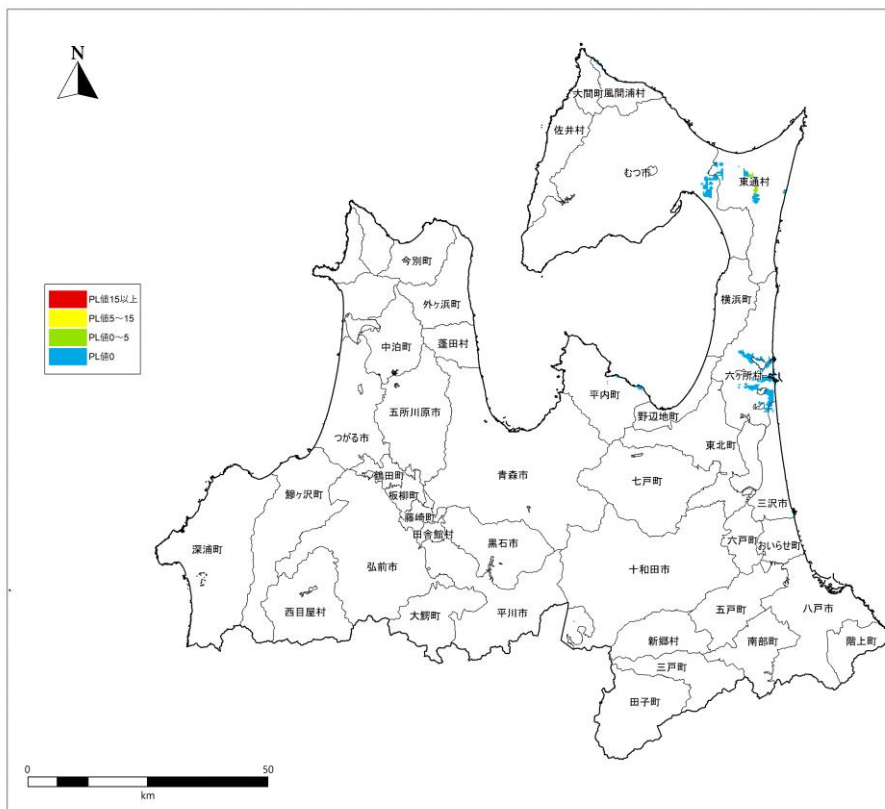 N
大間町
風間浦村
佐井村
むつ市
東通村
今別町
外ヶ浜町
横浜町
PL値15以上
PL値5～15
PL値0～5
PL値0
中泊町
蓬田村
六ヶ所村
平内町
野辺地町
五所川原市
つがる市
東北町
青森市
七戸町
鶴田町
鰺ヶ沢町
板柳町
三沢市
藤崎町
田舎館村
黒石市
六戸町
おいらせ町
深浦町
弘前市
十和田市
西目屋村
大鰐町
平川市
五戸町
八戸市
新郷村
南部町
階上町
三戸町
田子町
0
50
km